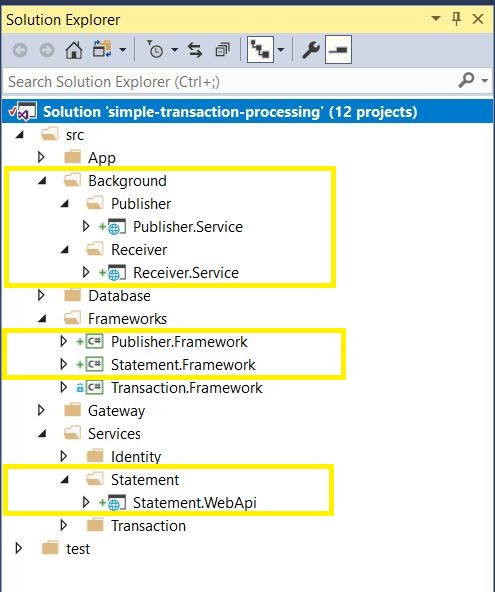 Solution Explorer
Search Solution Explorer (Ctrl+;)
Solution 'simple-transaction-processing' (12 projects)
src
App
Background
Publisher
Publisher.Service
Receiver
Receiver.Service
Database
Frameworks
C# Publisher.Framework
C# Statement.Framework
C# Transaction.Framework
Gateway
Services
Identity
Statement
Statement.WebApi
Transaction
test